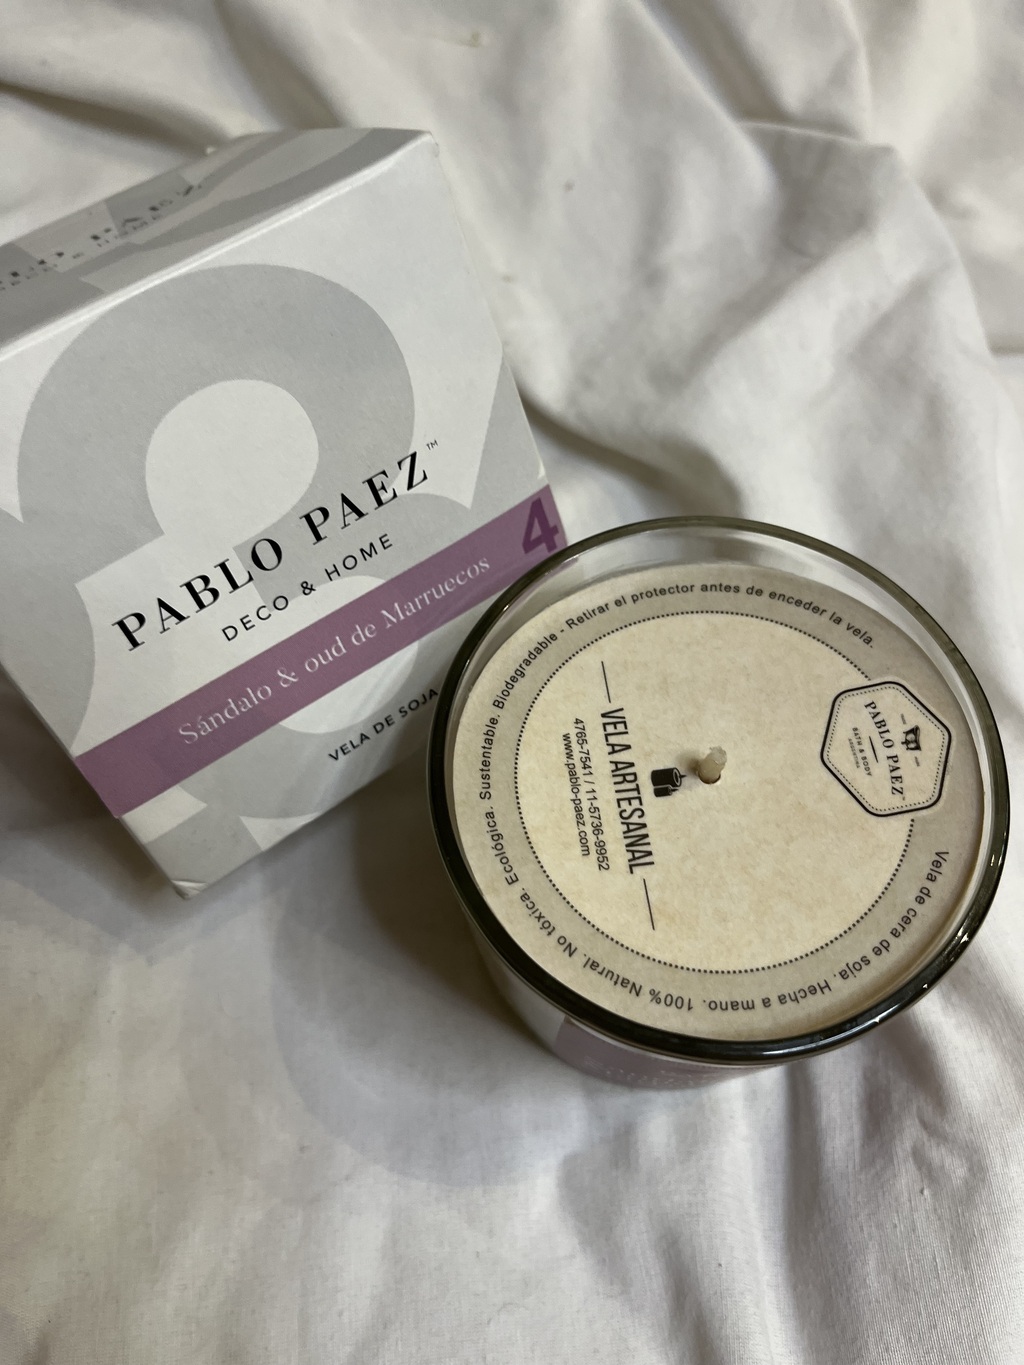 PABLO PAEZ™
DECO & HOME
4
Sándalo & oud de Marruecos
VELA DE SOJA
Vela de cera de soja. Hecha a mano. 100% Natural. No tóxica. Ecológica. Sustentable. Biodegradable - Retirar el protector antes de enceder la vela.
VELA ARTESANAL
4765-7541 / 11-5736-9952
www.pablo-paez.com
PABLO PAEZ™
BATH & BODY